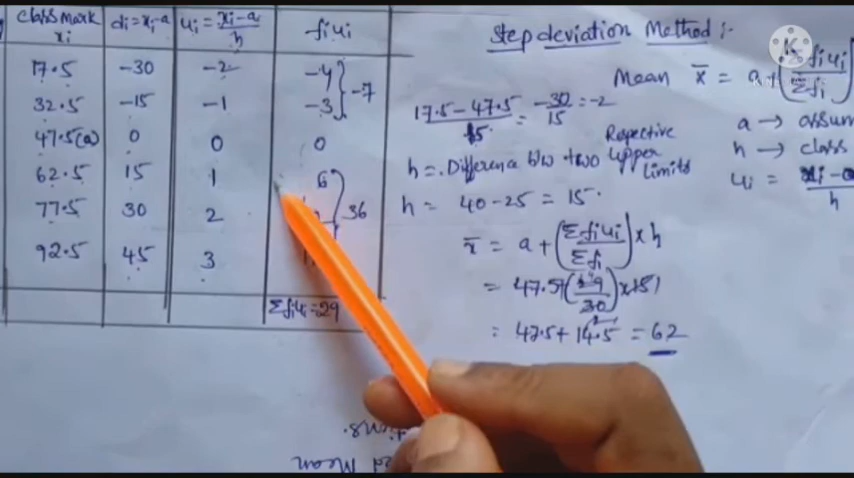 class mark xi | di = xi-a | ui = xi-a/h | fiui
17.5 | -30 | -2 | -4
32.5 | -15 | -1 | -3 | -7
47.5(a) | 0 | 0 | 0
62.5 | 15 | 1 | 6
77.5 | 30 | 2 | 36
92.5 | 45 | 3
Σfiui = 29
Step deviation Method :-
Mean x̄ = a + (Σfiui/Σfi
17.5 - 47.5/15 = -30/15 = -2
a → assum
h → class
ui = xi-a/h
h = Difference b/w two Repective upper limits
h = 40 - 25 = 15.
x̄ = a + (Σfiui/Σfi) x h
= 47.5 + (29/30) x 15
= 47.5 + 14.5 = 62
Mean